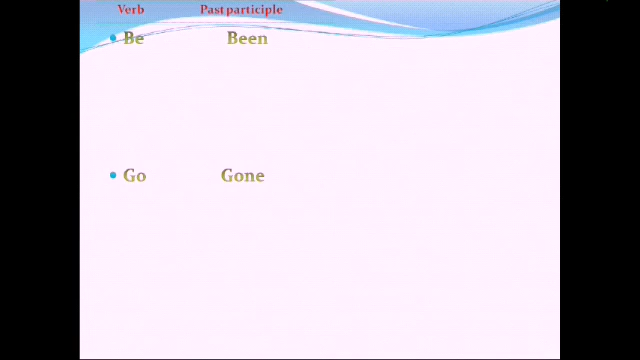 Verb Past participle
• Be Been
• Go Gone